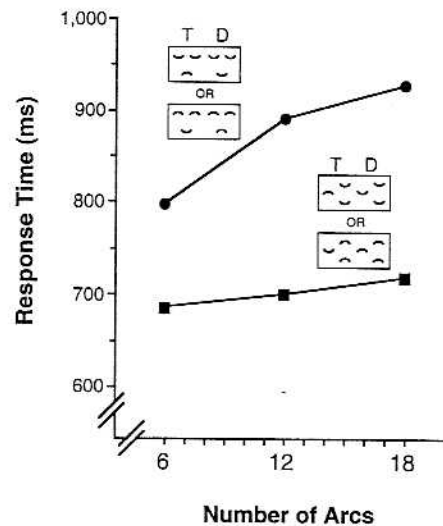 1,000
T D
OR
900
800
T D
OR
700
600
Response Time (ms)
6 12 18
Number of Arcs